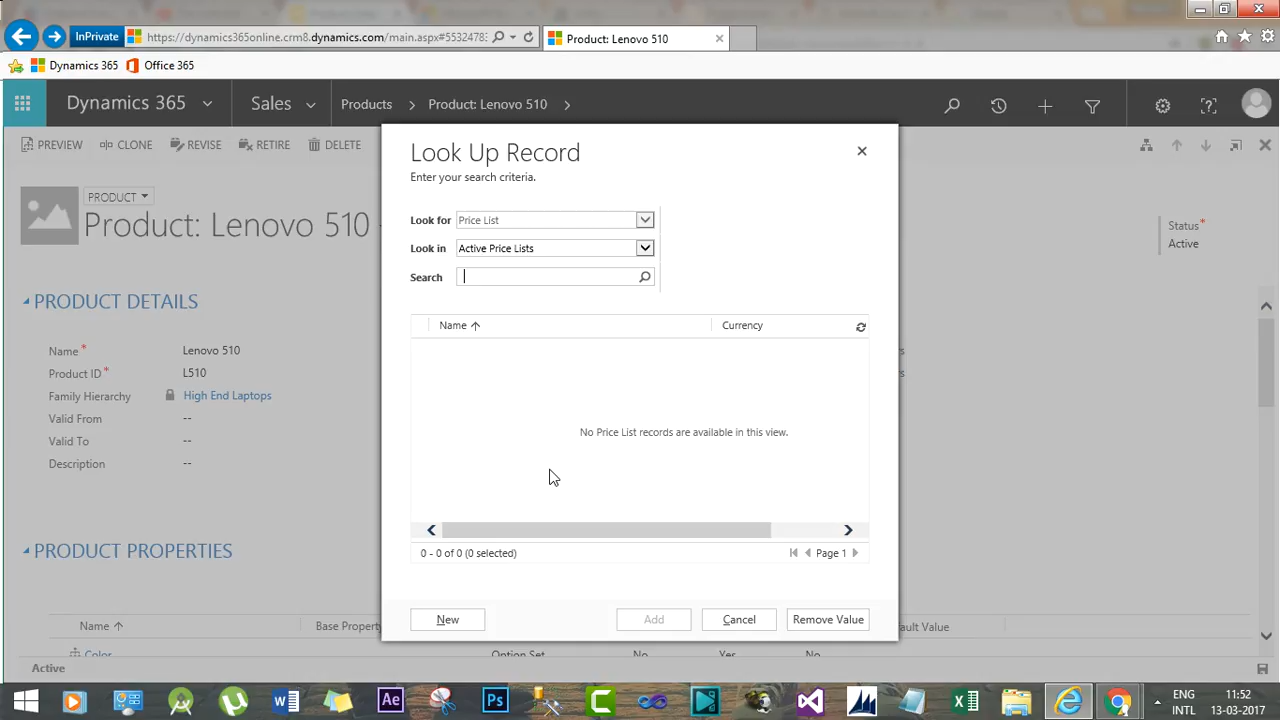 InPrivate https://dynamics365online.crm8.dynamics.com/main.aspx#5532478: Product: Lenovo 510
Dynamics 365 Office 365
Dynamics 365 Sales Products Product: Lenovo 510
PREVIEW CLONE REVISE RETIRE DELETE
Look Up Record
Enter your search criteria.
PRODUCT
Product: Lenovo 510 -
Status*
Active
Look for Price List
Look in Active Price Lists
Search
PRODUCT DETAILS
Name* Lenovo 510
Product ID* L510
Family Hierarchy High End Laptops
Valid From --
Valid To --
Description --
Name Currency
No Price List records are available in this view.
0 - 0 of 0 (0 selected) Page 1
New Add Cancel Remove Value
PRODUCT PROPERTIES
Name Base Property fault Value
Color Option Set No Yes No
Active
Ae Ps
ENG 11:52
INTL 13-03-2017